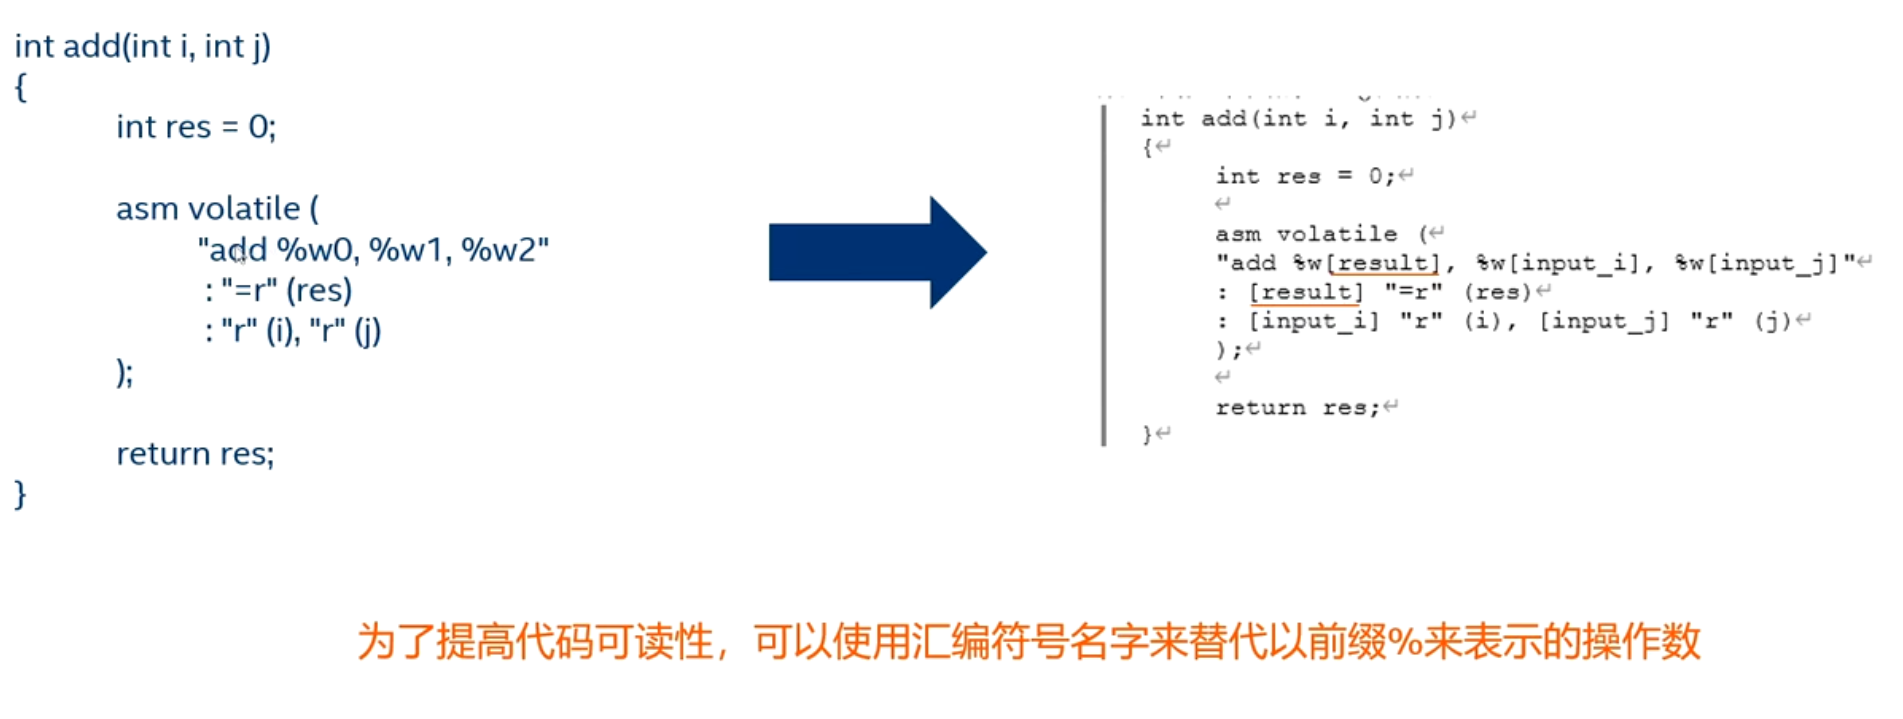 int add(int i, int j)
{
int res = 0;
asm volatile (
"add %w0, %w1, %w2"
: "=r" (res)
: "r" (i), "r" (j)
);
return res;
}
int add(int i, int j)↵
{↵
int res = 0;↵
↵
asm volatile (↵
"add %w[result], %w[input_i], %w[input_j]"↵
: [result] "=r" (res)↵
: [input_i] "r" (i), [input_j] "r" (j)↵
);↵
↵
return res;↵
}↵
为了提高代码可读性，可以使用汇编符号名字来替代以前缀%来表示的操作数